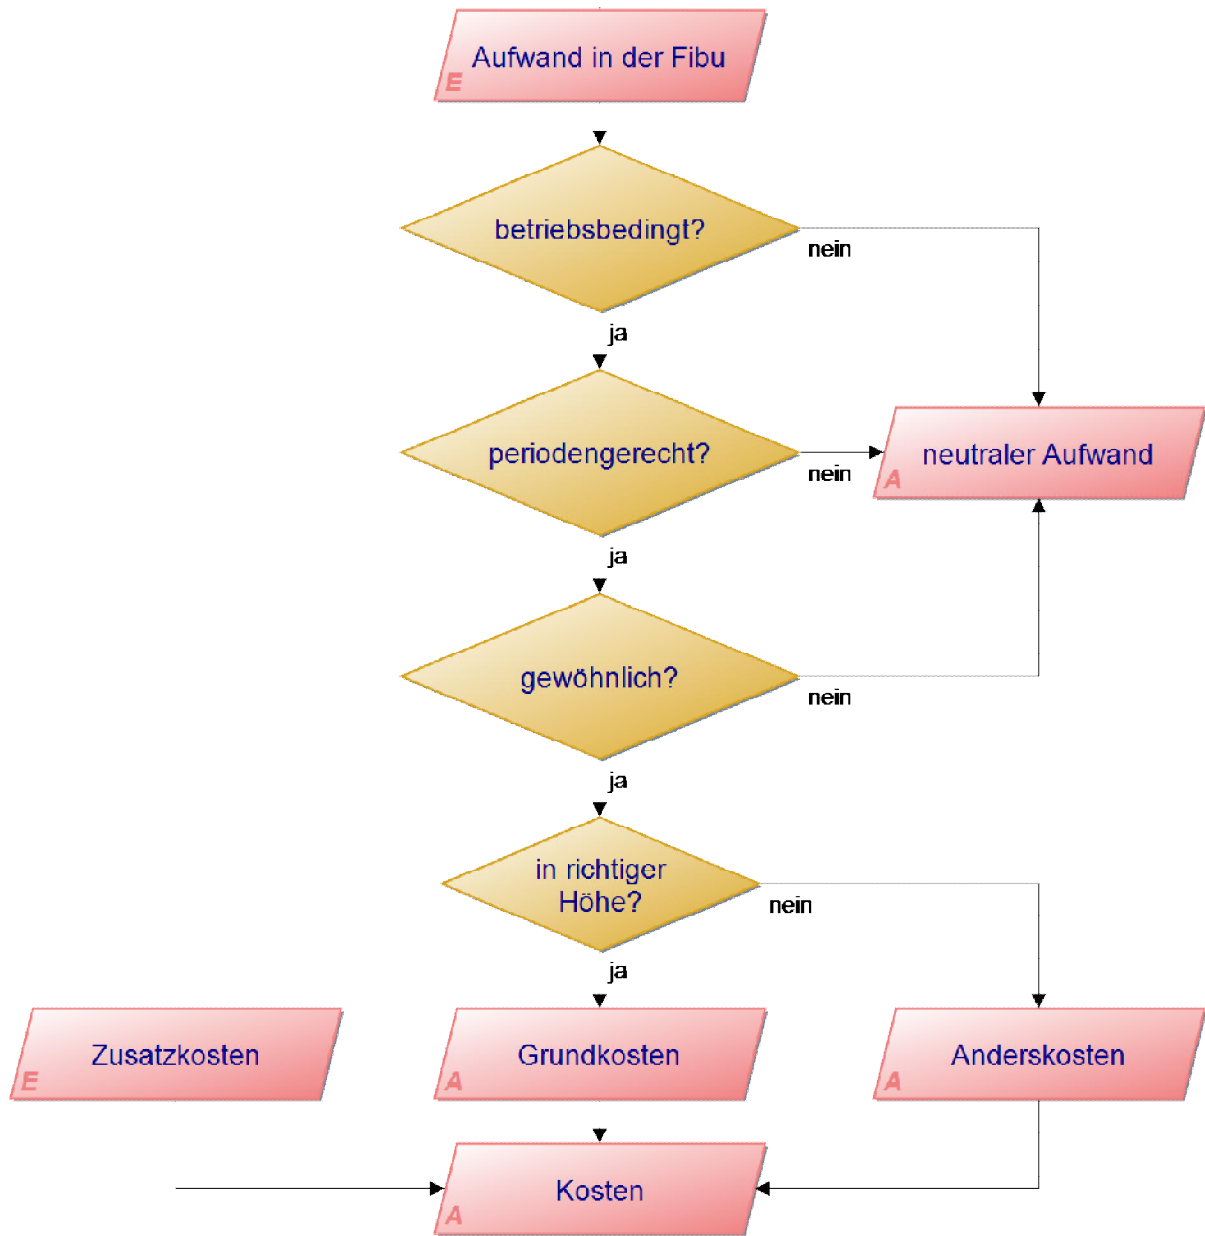 Aufwand in der Fibu
E
betriebsbedingt?
nein
ja
periodengerecht?
nein
neutraler Aufwand
A
ja
gewöhnlich?
nein
ja
in richtiger
Höhe?
nein
ja
Zusatzkosten
E
Grundkosten
A
Anderskosten
A
Kosten
A